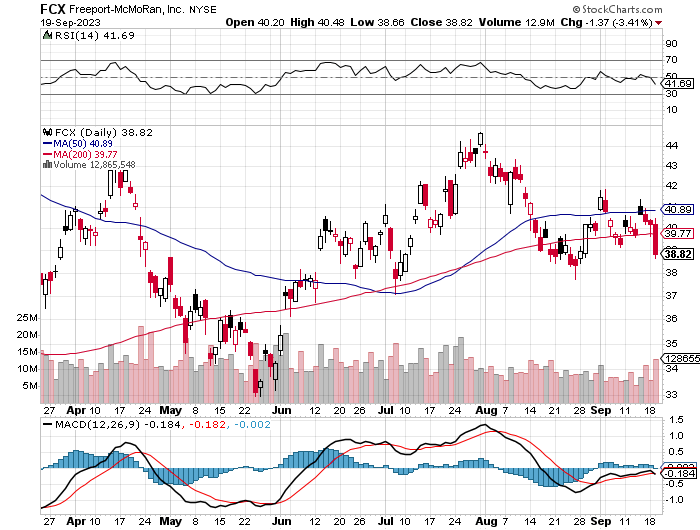 FCX Freeport-McMoRan, Inc. NYSE © StockCharts.com
19-Sep-2023 Open 40.20 High 40.48 Low 38.66 Close 38.82 Volume 12.9M Chg -1.37 (-3.41%)
RSI(14) 41.69
90
70
50
41.69
30
10
FCX (Daily) 38.82
MA(50) 40.89
MA(200) 39.77
Volume 12,865,548
44
43
42
41
40.89
40
39.77
39
38.82
38
37
36
35
34
33
25M
20M
15M
10M
5M
128655
27 Apr 10 17 24 May 8 15 22 Jun 12 20 26 Jul 10 17 24 Aug 7 14 21 28 Sep 11 18
MACD(12,26,9) -0.184, -0.182, -0.002
1.5
1.0
0.5
-0.184
-0.5
-1.0
27 Apr 10 17 24 May 8 15 22 Jun 12 20 26 Jul 10 17 24 Aug 7 14 21 28 Sep 11 18